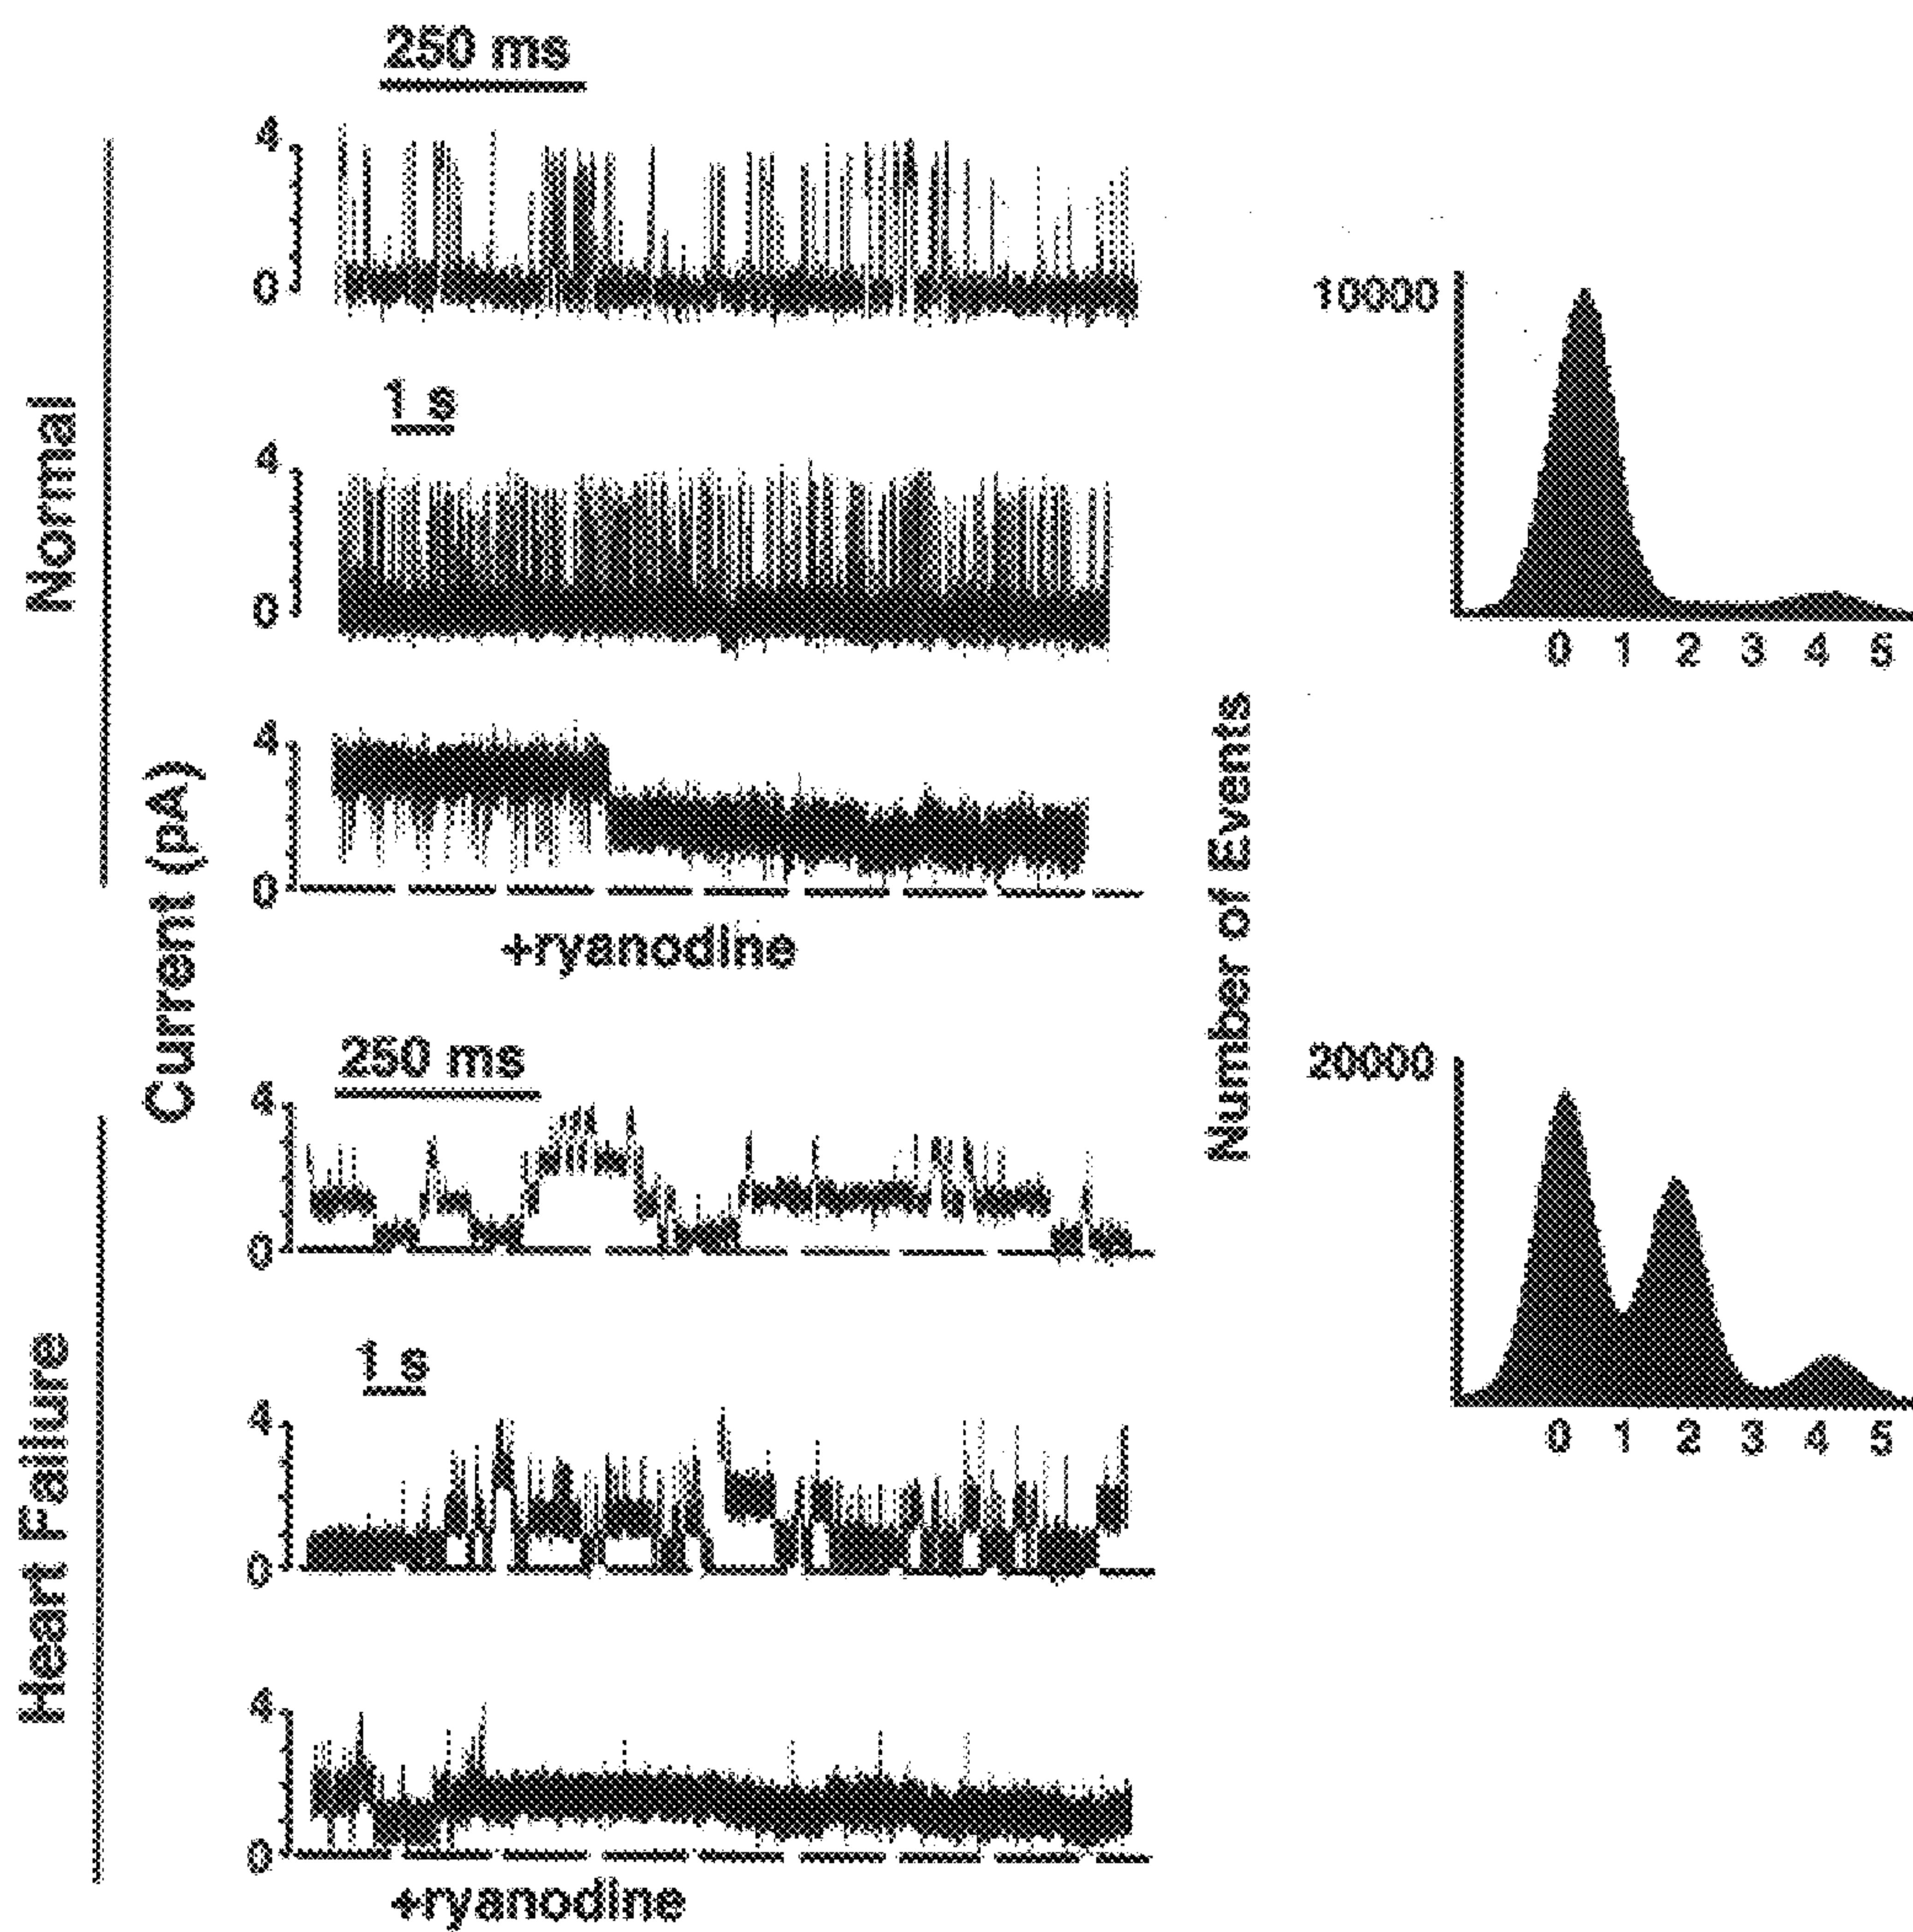 250 ms
4
0
1 s
4
0
4
0
+ryanodine
Normal
Current (pA)
250 ms
4
0
1 s
4
0
4
0
+ryanodine
Heart Failure
Number of Events
10000
0 1 2 3 4 5
20000
0 1 2 3 4 5